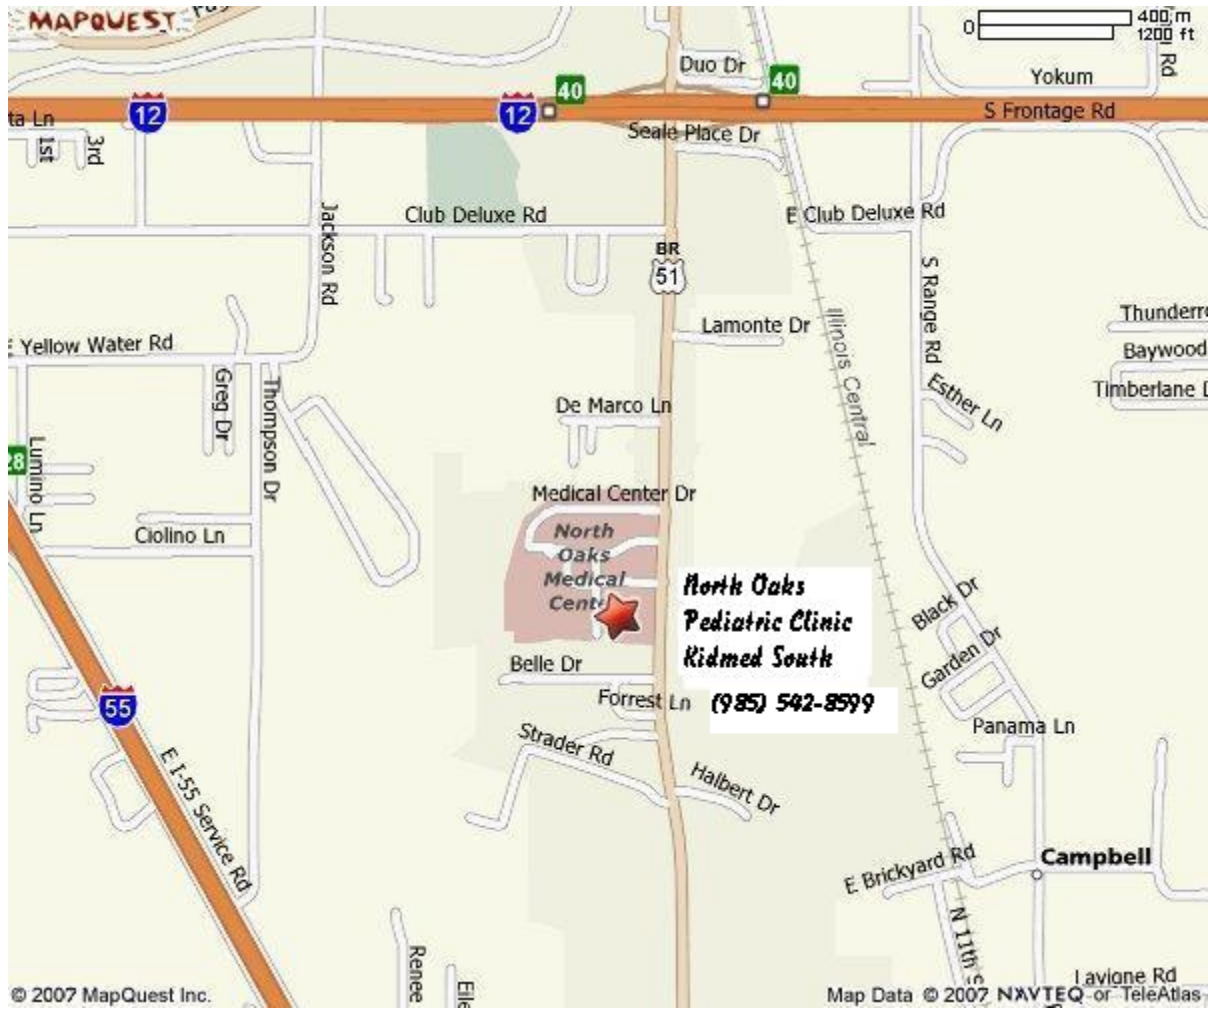 MAPQUEST
400 m
0
1200 ft
Duo Dr
40
40
Yokum
12
12
S Frontage Rd
ta Ln
1st
3rd
Seale Place Dr
Jackson Rd
Club Deluxe Rd
E Club Deluxe Rd
BR
51
S Range Rd
Illinois Central
Lamonte Dr
Thunderr
Yellow Water Rd
Baywood
Greg Dr
Thompson Dr
Timberlane D
Esther Ln
De Marco Ln
28
Lumino Ln
Medical Center Dr
Ciolino Ln
North
Oaks
Medical
Cent
North Oaks
Pediatric Clinic
Kidmed South
(985) 542-8599
Black Dr
Garden Dr
Belle Dr
Forrest Ln
55
Strader Rd
Panama Ln
Halbert Dr
E I-55 Service Rd
Campbell
E Brickyard Rd
N 11th S
Renee
Eile
Lavigne Rd
© 2007 MapQuest Inc.
Map Data © 2007 NAVTEQ or TeleAtlas